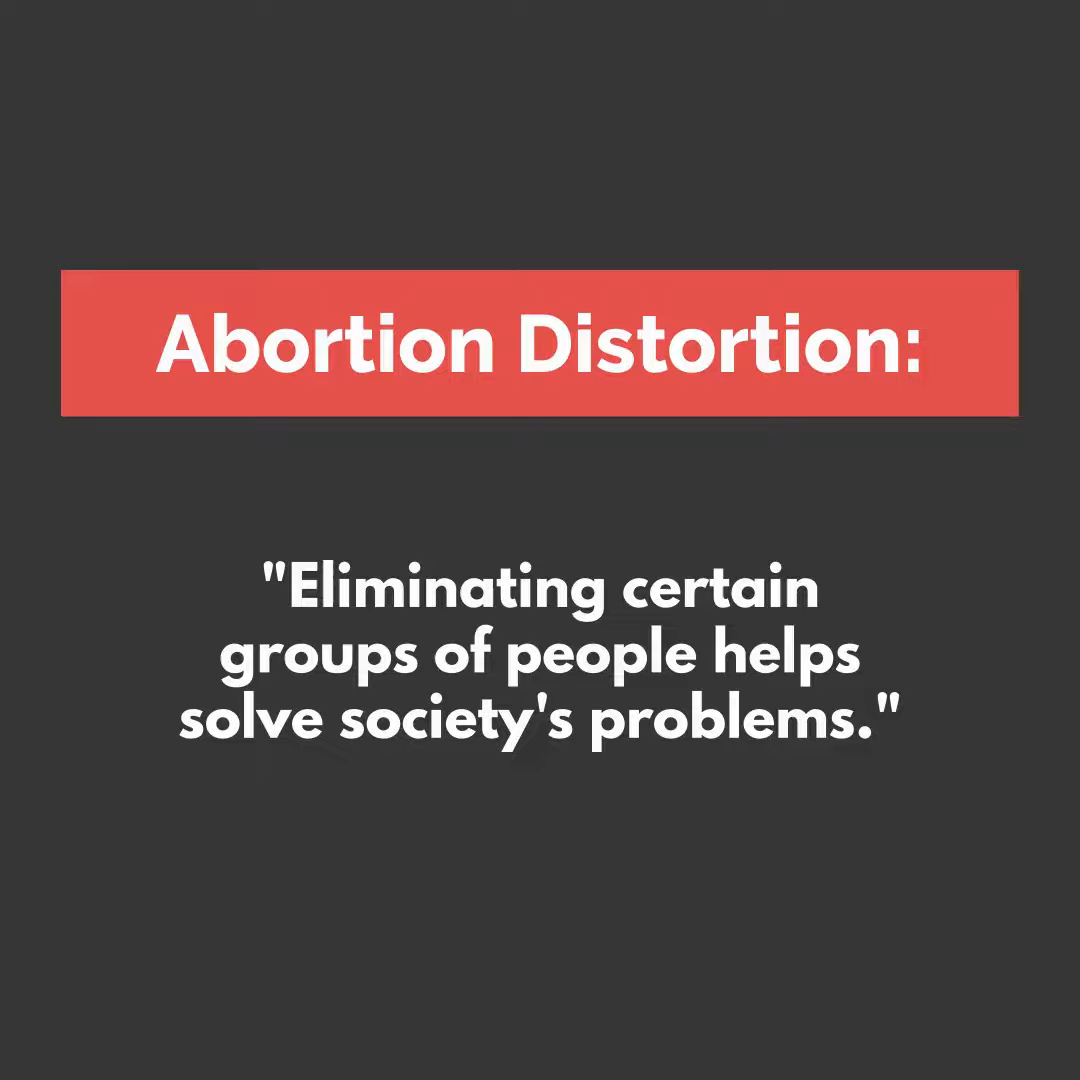 Abortion Distortion:
"Eliminating certain
groups of people helps
solve society's problems."